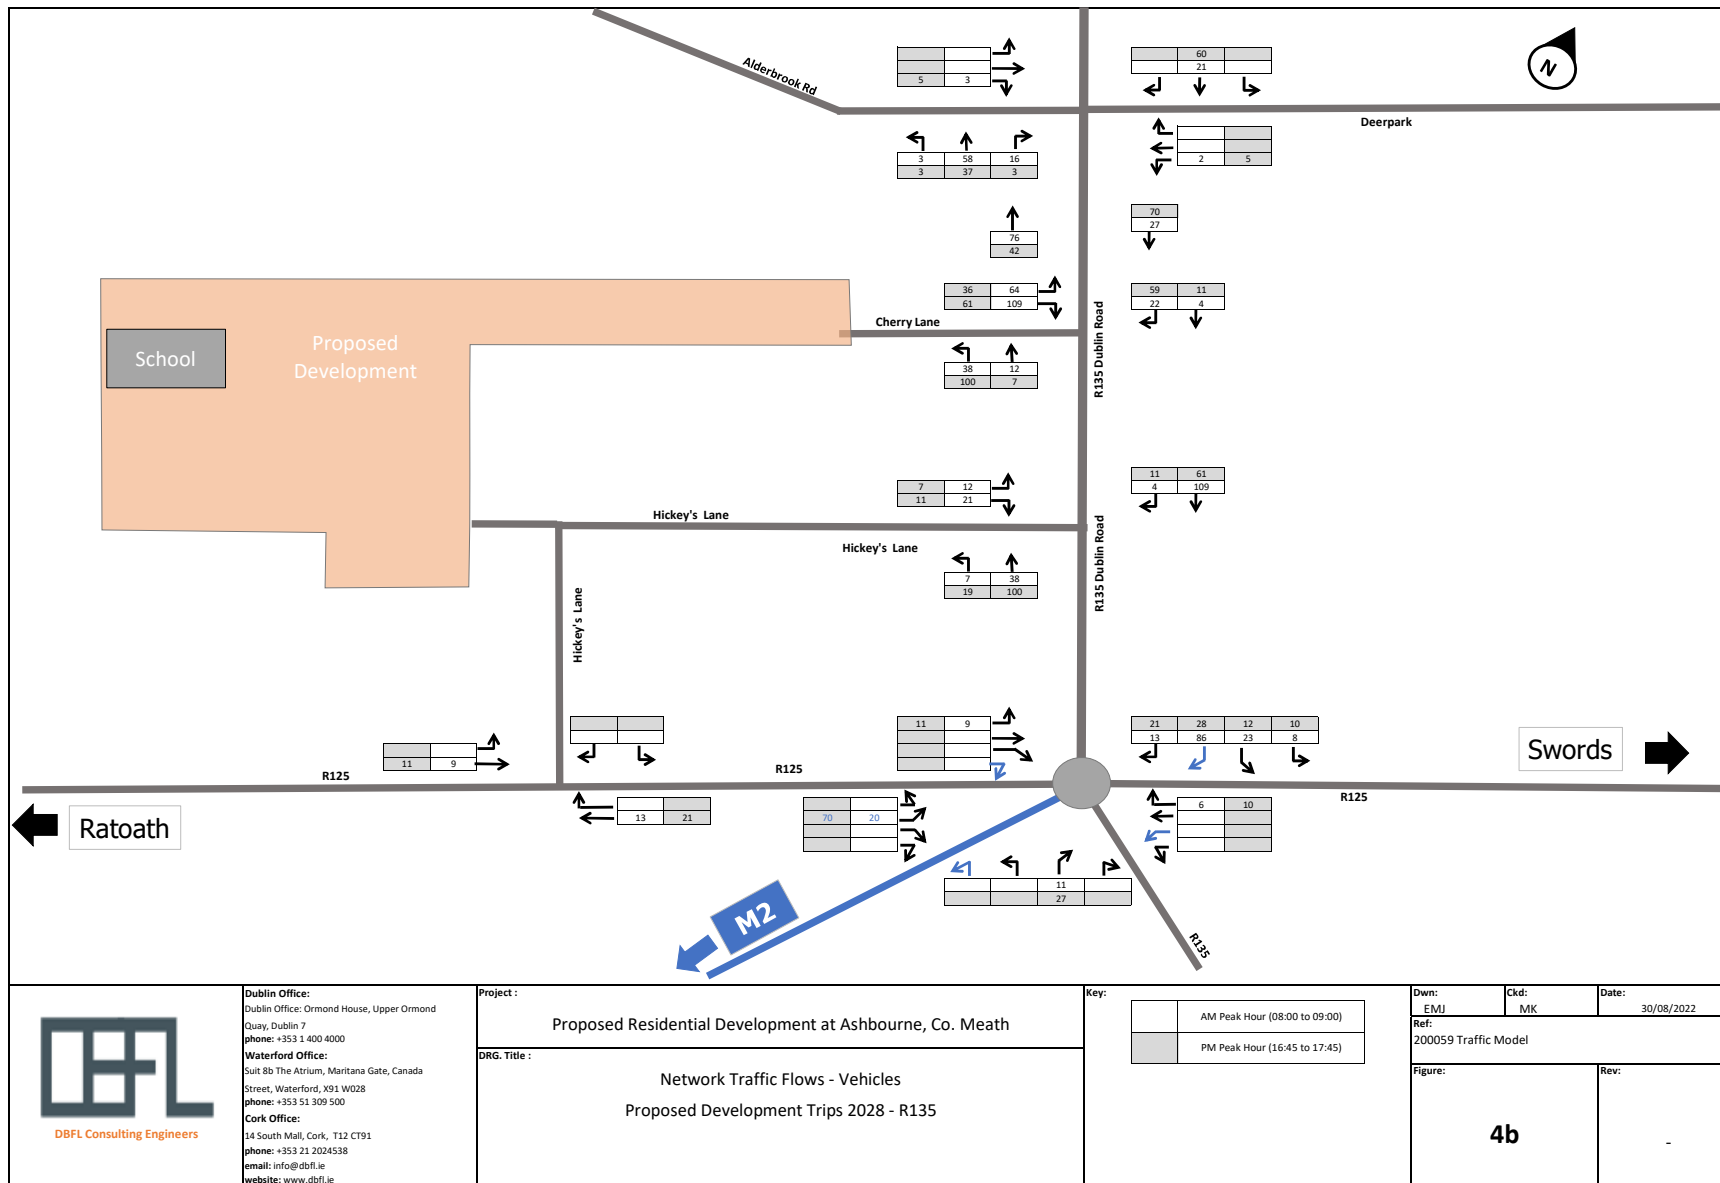 Alderbrook Rd
5 3
60
21
N
Deerpark
3 58 16
3 37 3
2 5
70
27
76
42
36 64
61 109
59 11
22 4
Cherry Lane
R135 Dublin Road
School
Proposed
Development
38 12
100 7
7 12
11 21
11 61
4 109
Hickey's Lane
Hickey's Lane
R135 Dublin Road
7 38
19 100
Hickey's Lane
11 9
11 9
21 28 12 10
13 86 23 8
Swords
R125
R125
R125
Ratoath
13 21
70 20
6 10
11
27
M2
R135
DBFL
DBFL Consulting Engineers
Dublin Office:
Dublin Office: Ormond House, Upper Ormond
Quay, Dublin 7
phone: +353 1 400 4000
Waterford Office:
Suit 8b The Atrium, Maritana Gate, Canada
Street, Waterford, X91 W028
phone: +353 51 309 500
Cork Office:
14 South Mall, Cork, T12 CT91
phone: +353 21 2024538
email: info@dbfl.ie
website: www.dbfl.ie
Project :
Proposed Residential Development at Ashbourne, Co. Meath
DRG. Title :
Network Traffic Flows - Vehicles
Proposed Development Trips 2028 - R135
Key:
AM Peak Hour (08:00 to 09:00)
PM Peak Hour (16:45 to 17:45)
Dwn: Ckd: Date:
EMJ MK 30/08/2022
Ref:
200059 Traffic Model
Figure: Rev:
4b -